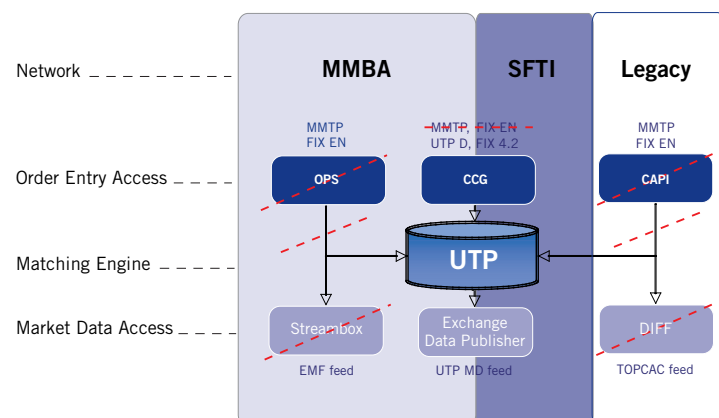 MMBA
SFTI
Legacy
Network
MMTP
FIX EN
MMTP, FIX EN
UTP D, FIX 4.2
MMTP
FIX EN
Order Entry Access
OPS
CCG
CAPI
UTP
Matching Engine
Market Data Access
Streambox
Exchange
Data Publisher
DIFF
EMF feed
UTP MD feed
TOPCAC feed